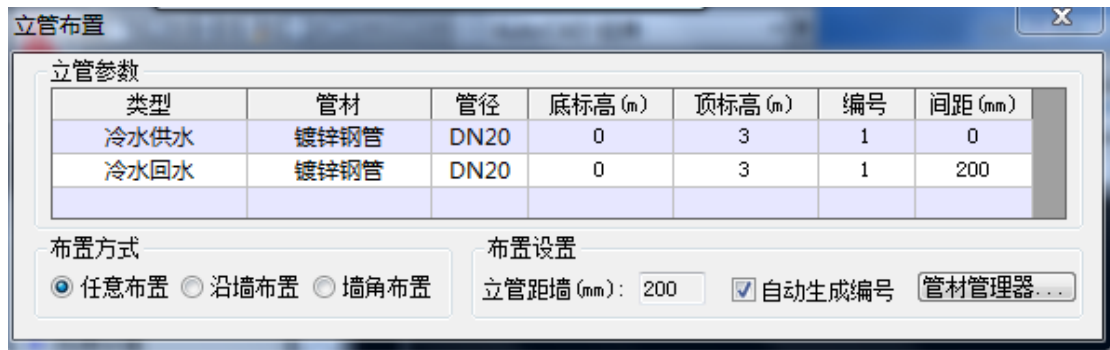 立管布置
立管参数
类型 管材 管径 底标高(m) 顶标高(m) 编号 间距(mm)
冷水供水 镀锌钢管 DN20 0 3 1 0
冷水回水 镀锌钢管 DN20 0 3 1 200
布置方式 布置设置
任意布置 沿墙布置 墙角布置 立管距墙(mm): 200 自动生成编号 管材管理器...